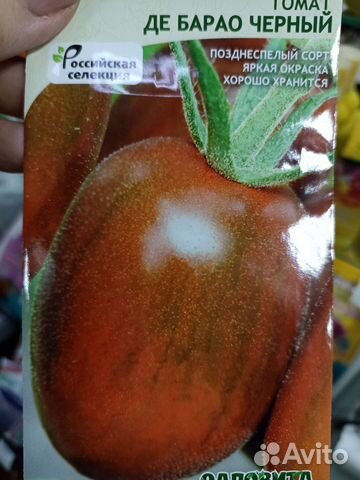 ТОМАТ
ДЕ БАРАО ЧЕРНЫЙ
Российская
селекция
ПОЗДНЕСПЕЛЫЙ СОРТ
ЯРКАЯ ОКРАСКА
ХОРОШО ХРАНИТСЯ
Avito